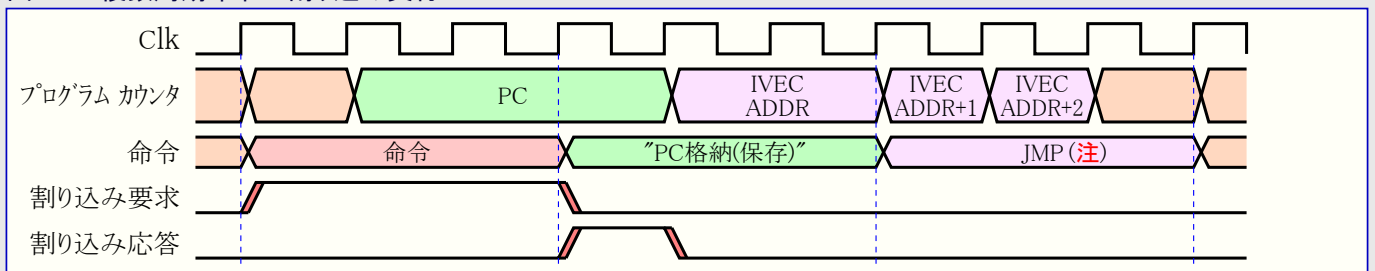 Clk
プログラム カウンタ
PC
IVEC
ADDR
IVEC
ADDR+1
IVEC
ADDR+2
命令
命令
"PC格納(保存)"
JMP (注)
割り込み要求
割り込み応答